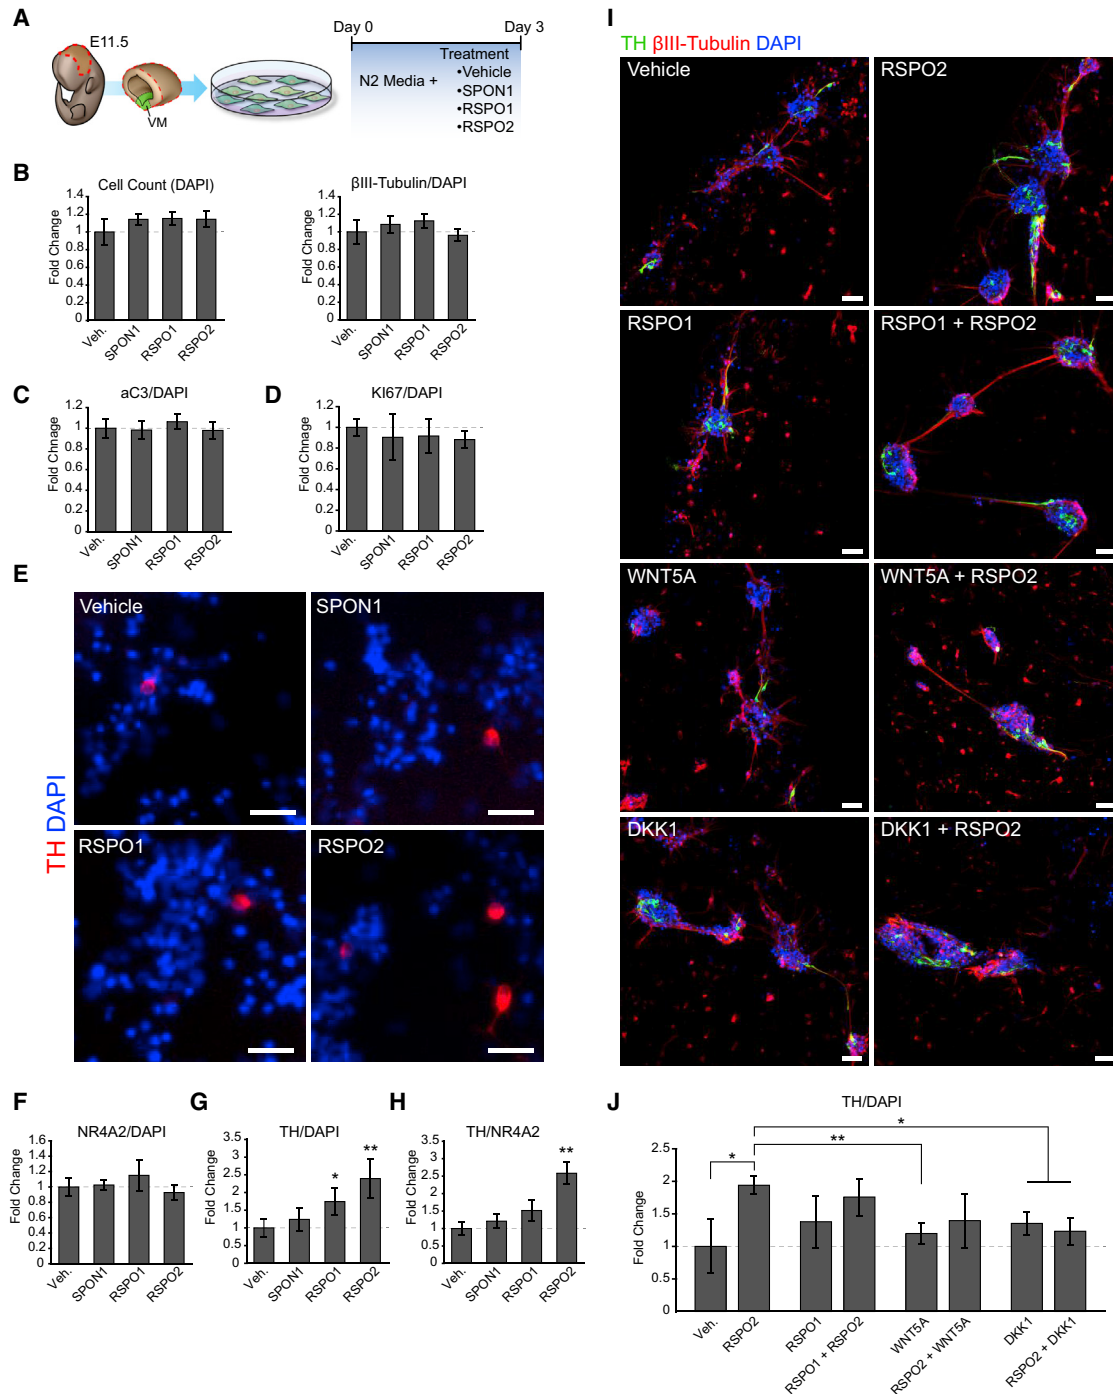 A
E11.5
VM
Day 0
Day 3
N2 Media +
Treatment
•Vehicle
•SPON1
•RSPO1
•RSPO2
B
Cell Count (DAPI)
Fold Change
1.4
1.2
1
0.8
0.6
0.4
0.2
0
Veh.
SPON1
RSPO1
RSPO2
βIII-Tubulin/DAPI
Fold Change
1.4
1.2
1
0.8
0.6
0.4
0.2
0
Veh.
SPON1
RSPO1
RSPO2
C
aC3/DAPI
Fold Chnage
1.2
1
0.8
0.6
0.4
0.2
0
Veh.
SPON1
RSPO1
RSPO2
D
KI67/DAPI
Fold Chnage
1.2
1
0.8
0.6
0.4
0.2
0
Veh.
SPON1
RSPO1
RSPO2
E
TH DAPI
Vehicle
SPON1
RSPO1
RSPO2
F
NR4A2/DAPI
Fold Change
1.6
1.4
1.2
1
0.8
0.6
0.4
0.2
0
Veh.
SPON1
RSPO1
RSPO2
G
TH/DAPI
Fold Change
3.5
3
2.5
2
1.5
1
0.5
0
*
**
Veh.
SPON1
RSPO1
RSPO2
H
TH/NR4A2
Fold Change
3.5
3
2.5
2
1.5
1
0.5
0
**
Veh.
SPON1
RSPO1
RSPO2
I
TH βIII-Tubulin DAPI
Vehicle
RSPO2
RSPO1
RSPO1 + RSPO2
WNT5A
WNT5A + RSPO2
DKK1
DKK1 + RSPO2
J
TH/DAPI
Fold Change
2.5
2
1.5
1
0.5
0
*
**
*
Veh.
RSPO2
RSPO1
RSPO1 + RSPO2
WNT5A
RSPO2 + WNT5A
DKK1
RSPO2 + DKK1